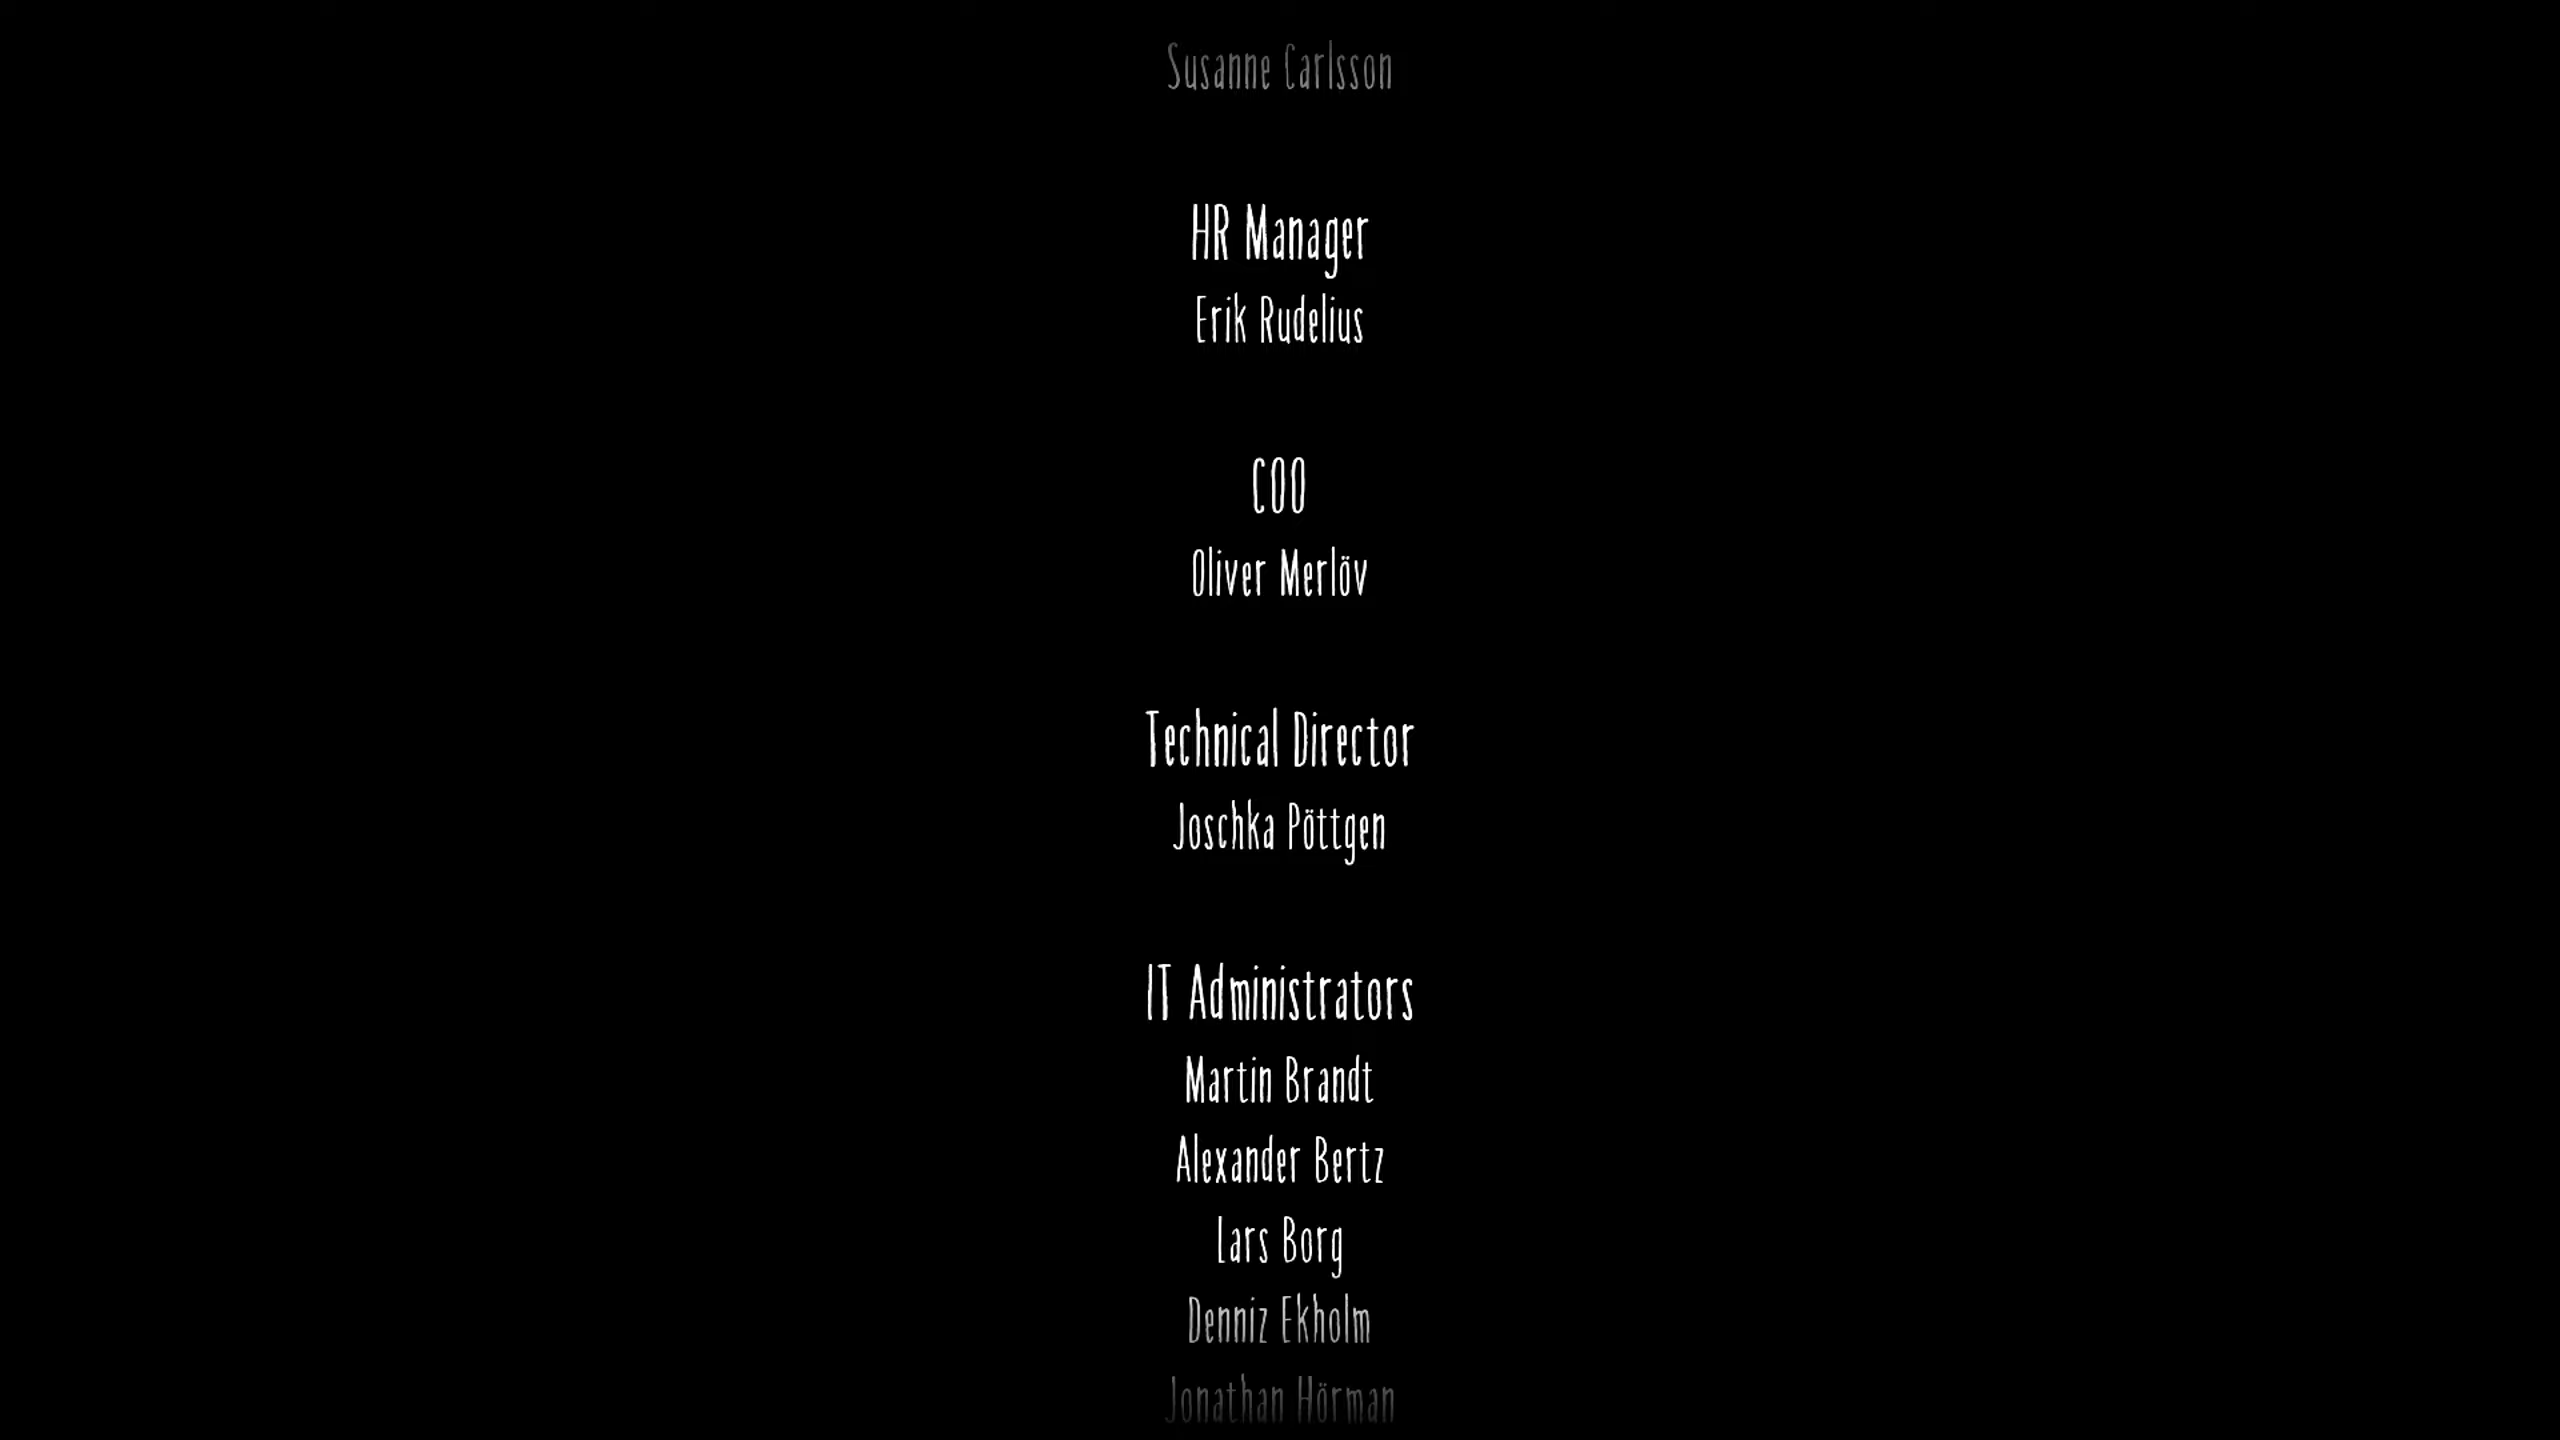 Susanne Carlsson
HR Manager
Erik Rudelius
COO
Oliver Merlöv
Technical Director
Joschka Pöttgen
IT Administrators
Martin Brandt
Alexander Bertz
Lars Borg
Denniz Ekholm
Jonathan Hörman